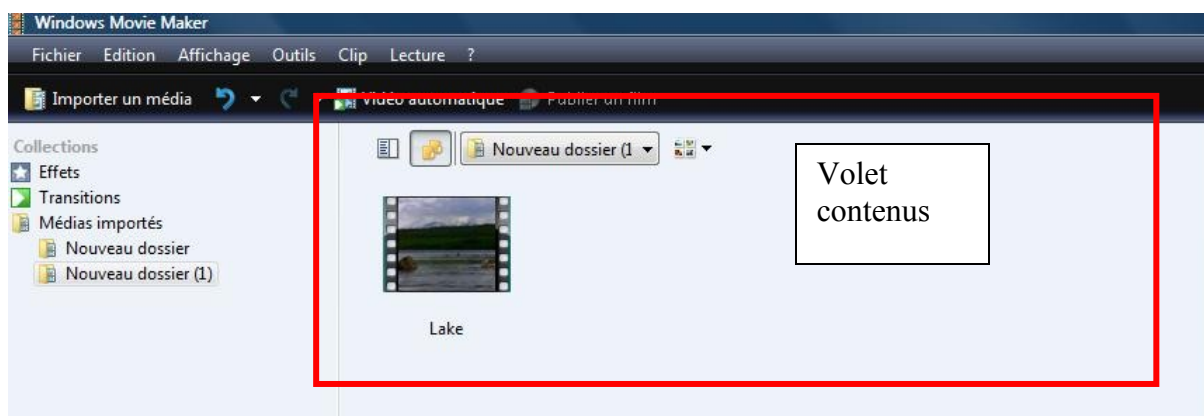 Windows Movie Maker
Fichier Edition Affichage Outils Clip Lecture ?
Importer un média Vidéo automatique Publier un film
Collections
Effets
Transitions
Médias importés
Nouveau dossier
Nouveau dossier (1)
Nouveau dossier (1
Volet
contenus
Lake